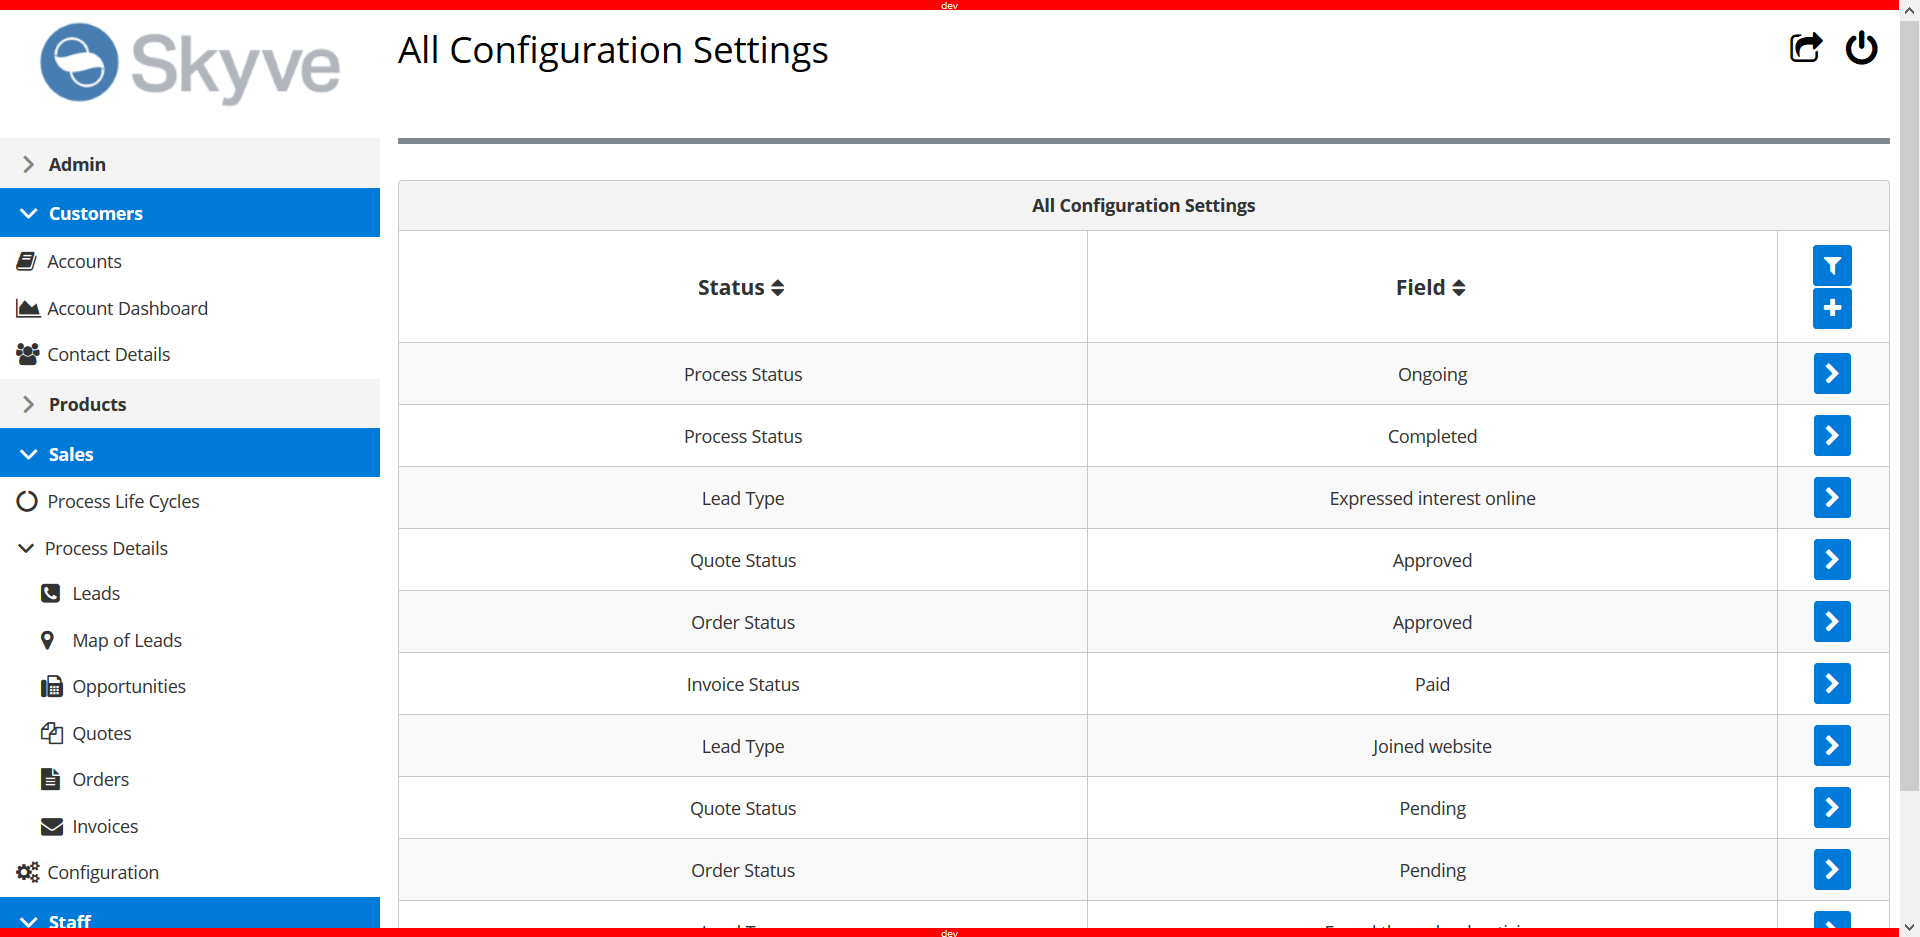 dev
Skyve
All Configuration Settings
Admin
Customers
Accounts
Account Dashboard
Contact Details
Products
Sales
Process Life Cycles
Process Details
Leads
Map of Leads
Opportunities
Quotes
Orders
Invoices
Configuration
Staff
All Configuration Settings
Status Field
Process Status Ongoing
Process Status Completed
Lead Type Expressed interest online
Quote Status Approved
Order Status Approved
Invoice Status Paid
Lead Type Joined website
Quote Status Pending
Order Status Pending
dev